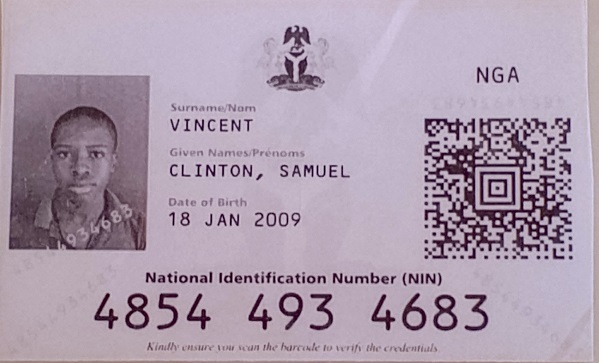 NGA
Surname/Nom
VINCENT
Given Names/Prénoms
CLINTON, SAMUEL
Date of Birth
18 JAN 2009
National Identification Number (NIN)
4854 493 4683
Kindly ensure you scan the barcode to verify the credentials.